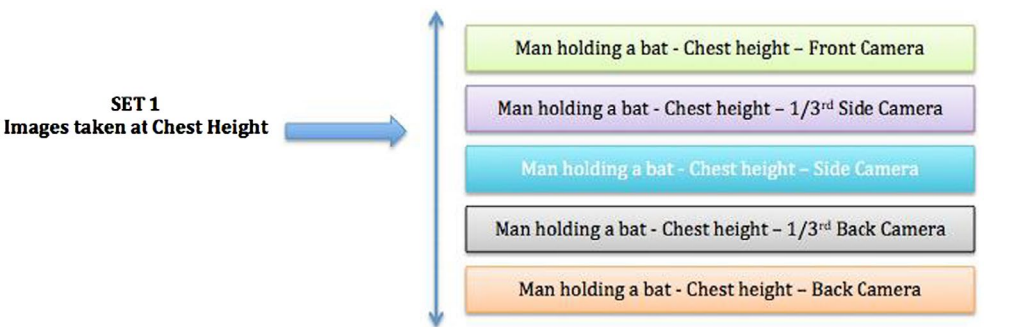 SET 1
Images taken at Chest Height
Man holding a bat - Chest height – Front Camera
Man holding a bat - Chest height – 1/3rd Side Camera
Man holding a bat - Chest height – Side Camera
Man holding a bat - Chest height – 1/3rd Back Camera
Man holding a bat - Chest height – Back Camera